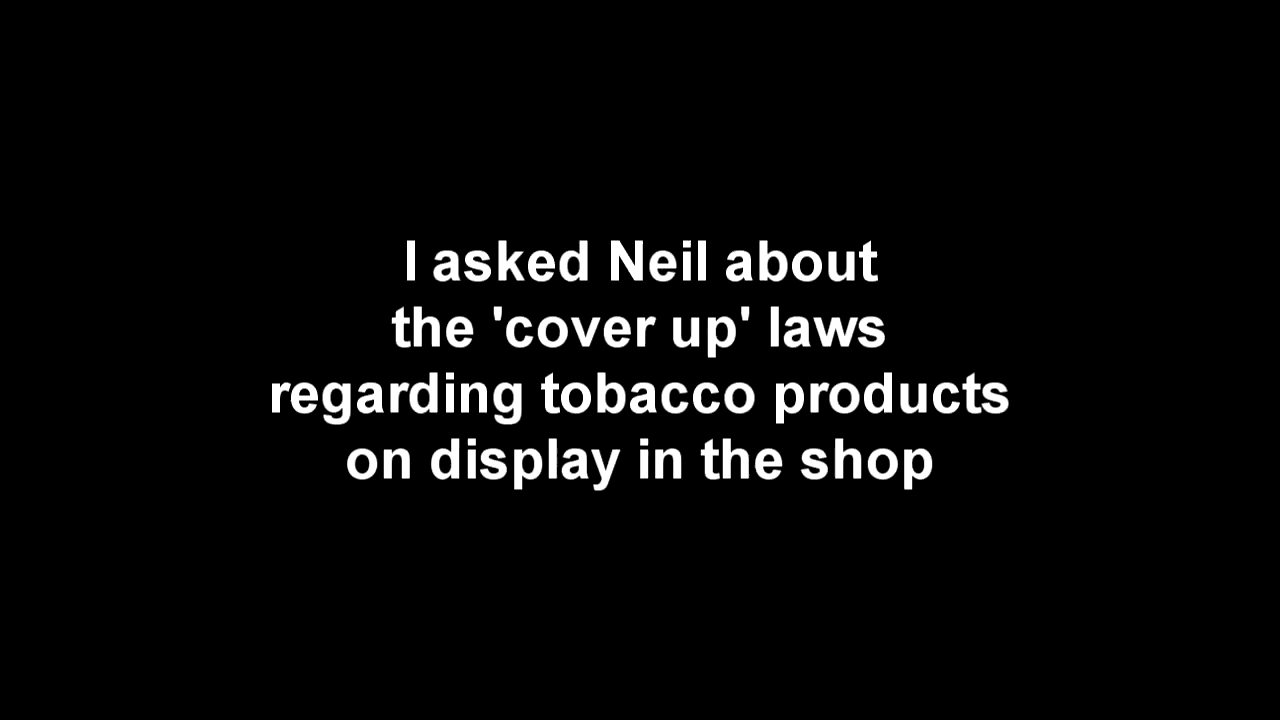 I asked Neil about
the 'cover up' laws
regarding tobacco products
on display in the shop